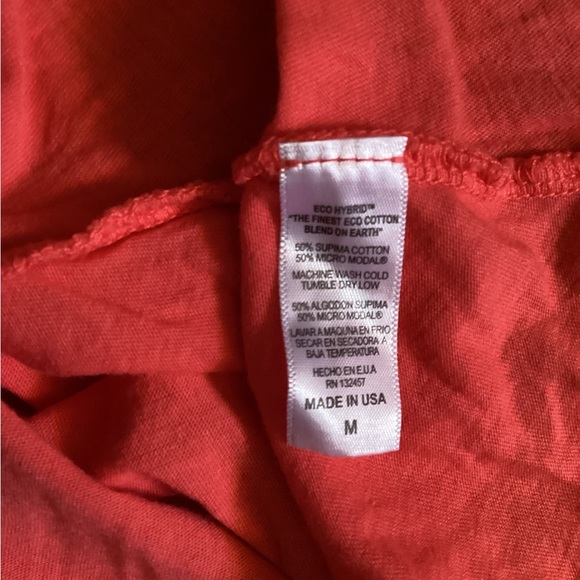 ECO HYBRID™
"THE FINEST ECO COTTON
BLEND ON EARTH"
50% SUPIMA COTTON
50% MICRO MODAL®
MACHINE WASH COLD
TUMBLE DRY LOW
50% ALGODON SUPIMA
50% MICRO MODAL®
LAVAR A MAQUINA EN FRIO
SECAR EN SECADORA A
BAJA TEMPERATURA
HECHO EN E.U.A
RN 132457
MADE IN USA
M